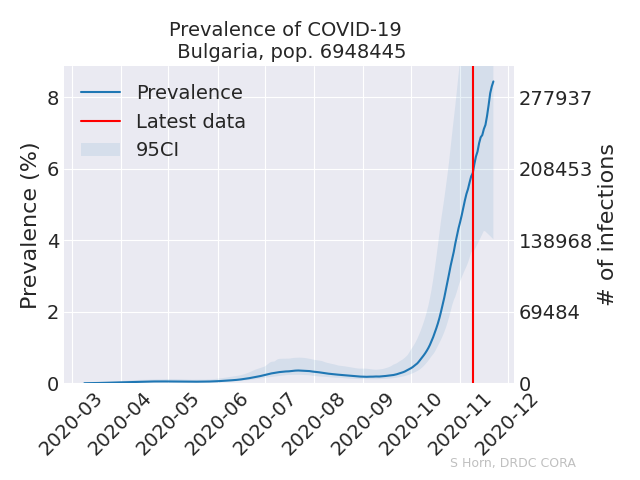 Prevalence of COVID-19
Bulgaria, pop. 6948445
Prevalence
Latest data
95CI
Prevalence (%)
8
6
4
2
0
277937
208453
138968
69484
0
# of infections
2020-03
2020-04
2020-05
2020-06
2020-07
2020-08
2020-09
2020-10
2020-11
2020-12
S Horn, DRDC CORA